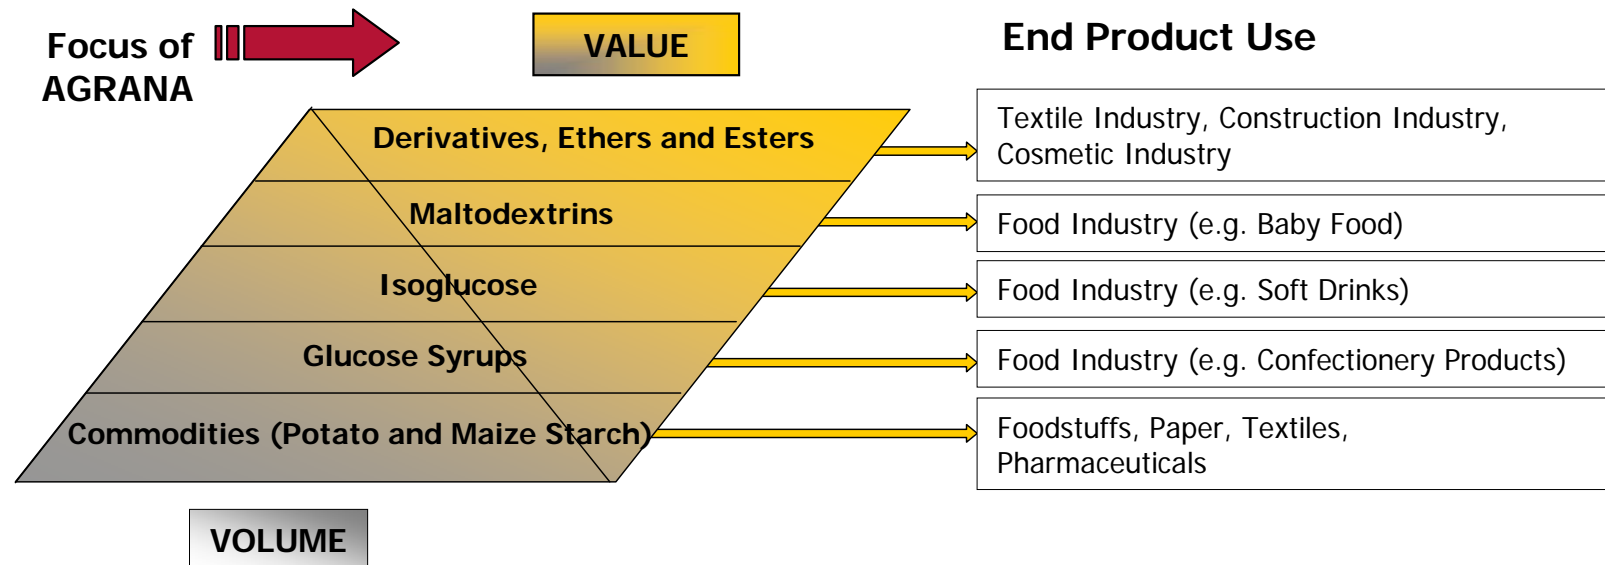 Focus of
AGRANA
VALUE
End Product Use
Derivatives, Ethers and Esters
Textile Industry, Construction Industry,
Cosmetic Industry
Maltodextrins
Food Industry (e.g. Baby Food)
Isoglucose
Food Industry (e.g. Soft Drinks)
Glucose Syrups
Food Industry (e.g. Confectionery Products)
Commodities (Potato and Maize Starch)
Foodstuffs, Paper, Textiles,
Pharmaceuticals
VOLUME